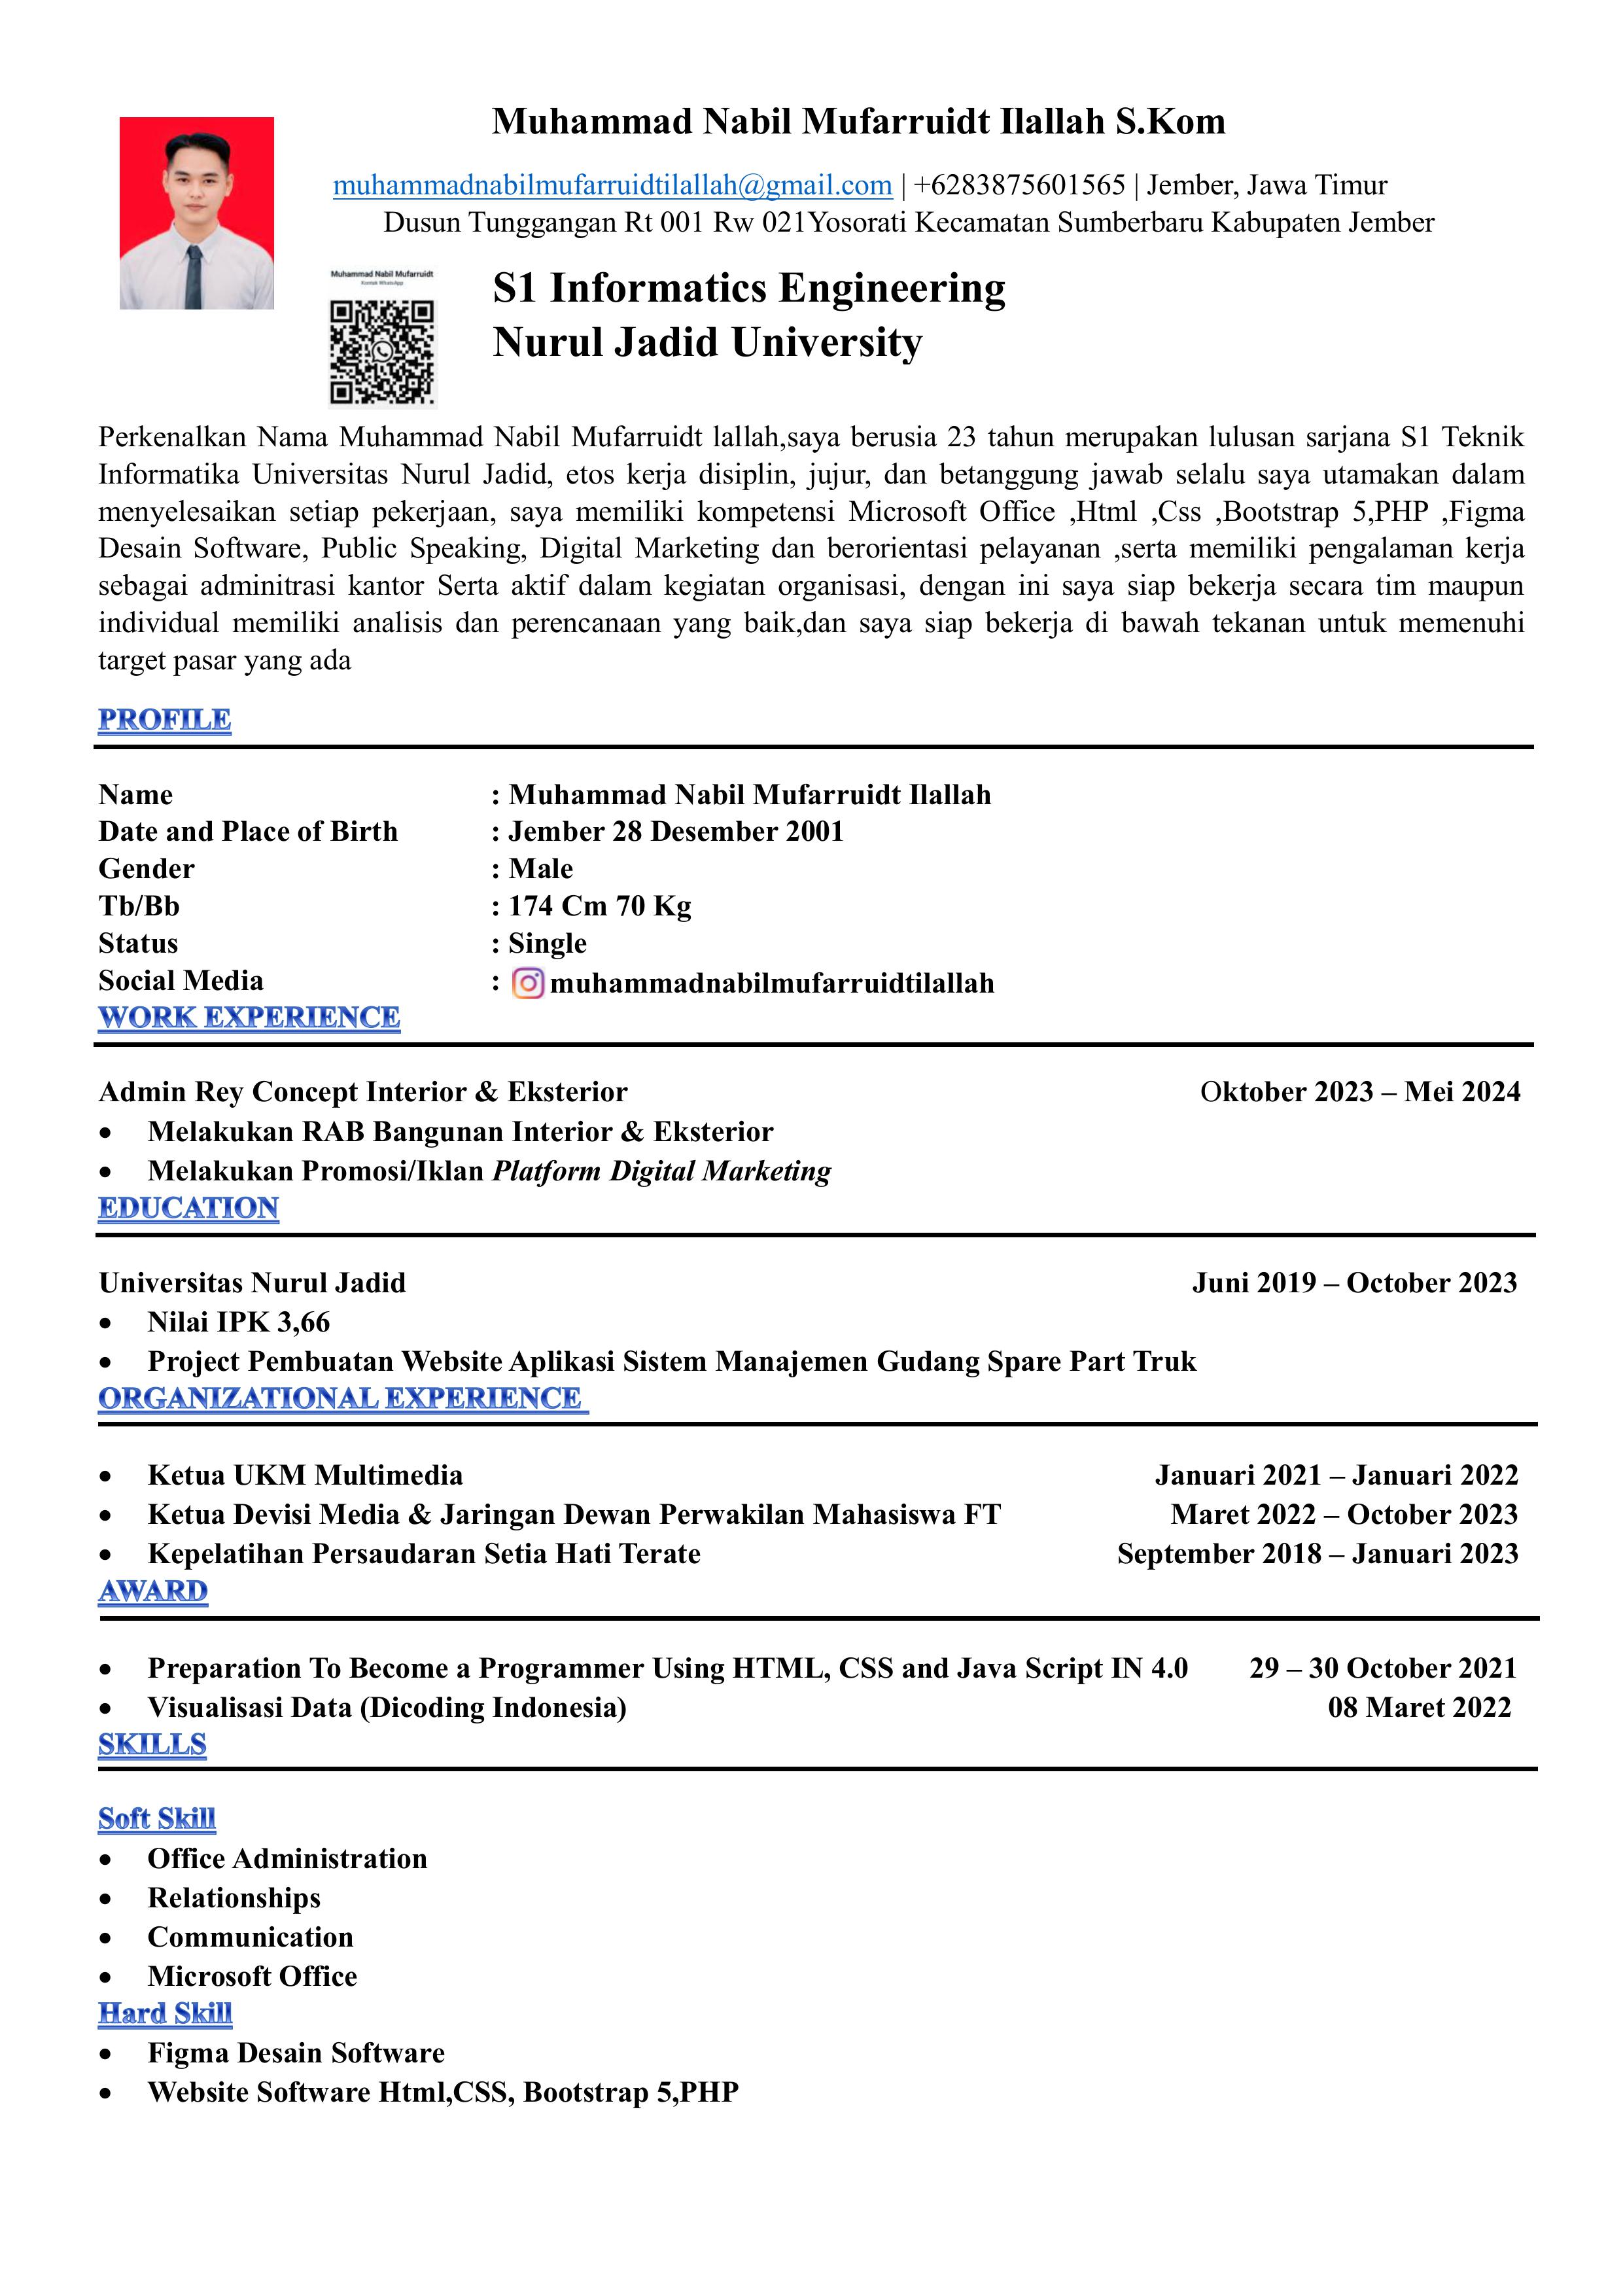 Muhammad Nabil Mufarruidt Ilallah S.Kom
muhammadnabilmufarruidtilallah@gmail.com | +6283875601565 | Jember, Jawa Timur
Dusun Tunggangan Rt 001 Rw 021Yosorati Kecamatan Sumberbaru Kabupaten Jember
Muhammad Nabil Mufarruidt
Kontak WhatsApp
S1 Informatics Engineering
Nurul Jadid University
Perkenalkan Nama Muhammad Nabil Mufarruidt lallah,saya berusia 23 tahun merupakan lulusan sarjana S1 Teknik
Informatika Universitas Nurul Jadid, etos kerja disiplin, jujur, dan betanggung jawab selalu saya utamakan dalam
menyelesaikan setiap pekerjaan, saya memiliki kompetensi Microsoft Office ,Html ,Css ,Bootstrap 5,PHP ,Figma
Desain Software, Public Speaking, Digital Marketing dan berorientasi pelayanan ,serta memiliki pengalaman kerja
sebagai adminitrasi kantor Serta aktif dalam kegiatan organisasi, dengan ini saya siap bekerja secara tim maupun
individual memiliki analisis dan perencanaan yang baik,dan saya siap bekerja di bawah tekanan untuk memenuhi
target pasar yang ada
PROFILE
Name : Muhammad Nabil Mufarruidt Ilallah
Date and Place of Birth : Jember 28 Desember 2001
Gender : Male
Tb/Bb : 174 Cm 70 Kg
Status : Single
Social Media : muhammadnabilmufarruidtilallah
WORK EXPERIENCE
Admin Rey Concept Interior & Eksterior Oktober 2023 – Mei 2024
• Melakukan RAB Bangunan Interior & Eksterior
• Melakukan Promosi/Iklan Platform Digital Marketing
EDUCATION
Universitas Nurul Jadid Juni 2019 – October 2023
• Nilai IPK 3,66
• Project Pembuatan Website Aplikasi Sistem Manajemen Gudang Spare Part Truk
ORGANIZATIONAL EXPERIENCE
• Ketua UKM Multimedia Januari 2021 – Januari 2022
• Ketua Devisi Media & Jaringan Dewan Perwakilan Mahasiswa FT Maret 2022 – October 2023
• Kepelatihan Persaudaran Setia Hati Terate September 2018 – Januari 2023
AWARD
• Preparation To Become a Programmer Using HTML, CSS and Java Script IN 4.0 29 – 30 October 2021
• Visualisasi Data (Dicoding Indonesia) 08 Maret 2022
SKILLS
Soft Skill
• Office Administration
• Relationships
• Communication
• Microsoft Office
Hard Skill
• Figma Desain Software
• Website Software Html,CSS, Bootstrap 5,PHP